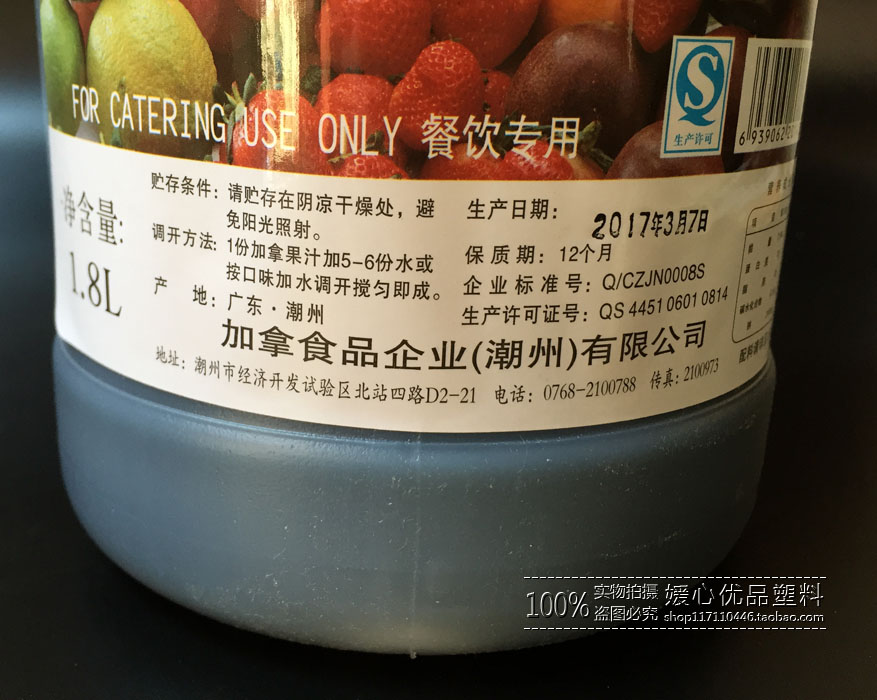 FOR CATERING USE ONLY 餐饮专用
生产许可
6 939062
净含量:
1.8L
贮存条件: 请贮存在阴凉干燥处，避
免阳光照射。
调开方法: 1份加拿果汁加5-6份水或
按口味加水调开搅匀即成。
产 地: 广东·潮州
生产日期: 2017年3月7日
保质期: 12个月
企业标准号: Q/CZJN0008S
生产许可证号: QS 4451 0601 0814
加拿食品企业(潮州)有限公司
地址: 潮州市经济开发试验区北站四路D2-21 电话: 0768-2100788 传真: 2100973
100% 实物拍摄 盗图必究
媛心优品塑料
shop117110446.taobao.com